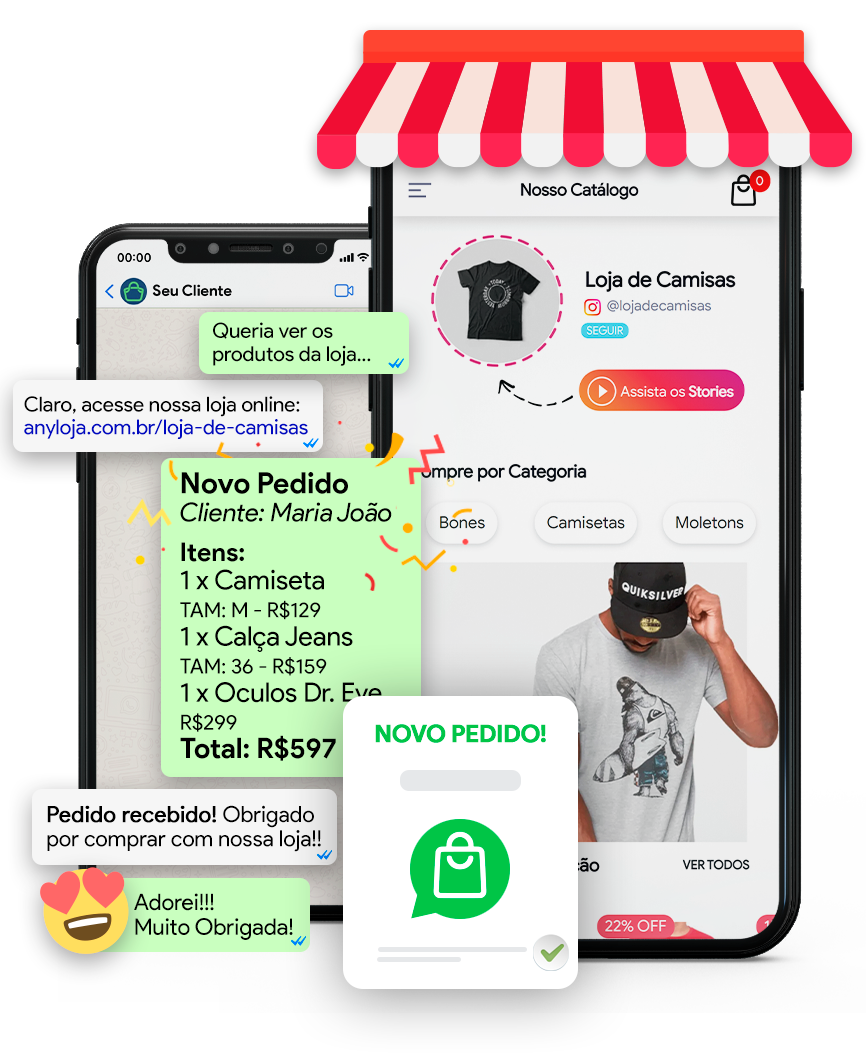 Nosso Catálogo
0
Loja de Camisas
@lojadecamisas
SEGUIR
Assista os Stories
ompre por Categoria
Bones
Camisetas
Moletons
QUIKSILVER
ção
VER TODOS
22% OFF
00:00
Seu Cliente
Queria ver os
produtos da loja...
Claro, acesse nossa loja online:
anyloja.com.br/loja-de-camisas
Novo Pedido
Cliente: Maria João
Itens:
1 x Camiseta
TAM: M - R$129
1 x Calça Jeans
TAM: 36 - R$159
1 x Oculos Dr. Eve
R$299
Total: R$597
NOVO PEDIDO!
Pedido recebido! Obrigado
por comprar com nossa loja!!
Adorei!!!
Muito Obrigada!